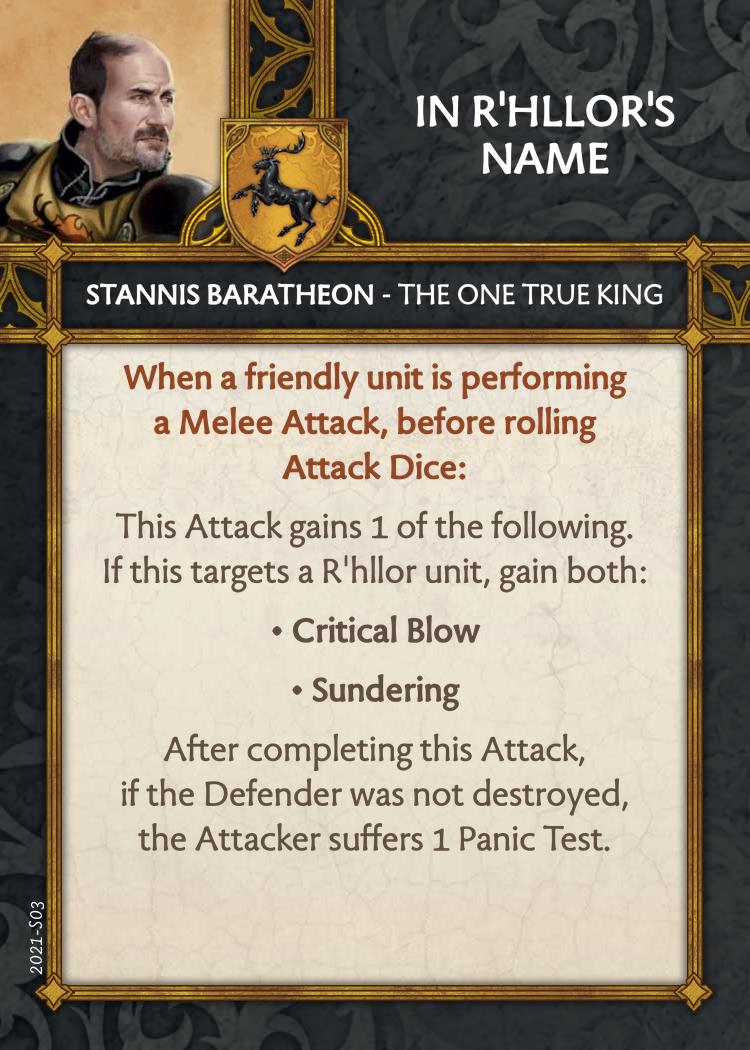 IN R'HLLOR'S
NAME
STANNIS BARATHEON - THE ONE TRUE KING
When a friendly unit is performing
a Melee Attack, before rolling
Attack Dice:
This Attack gains 1 of the following.
If this targets a R'hllor unit, gain both:
• Critical Blow
• Sundering
After completing this Attack,
if the Defender was not destroyed,
the Attacker suffers 1 Panic Test.
2021-S03